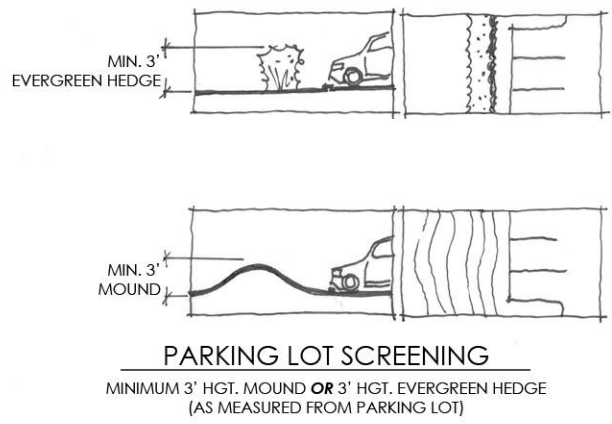 MIN. 3'
EVERGREEN HEDGE
MIN. 3'
MOUND
PARKING LOT SCREENING
MINIMUM 3' HGT. MOUND OR 3' HGT. EVERGREEN HEDGE
(AS MEASURED FROM PARKING LOT)